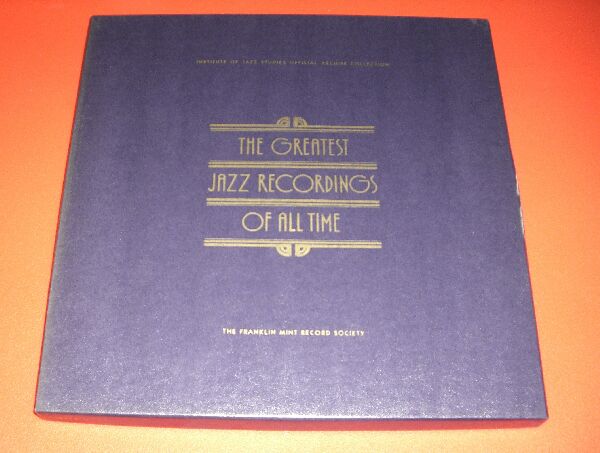 INSTITUTE OF JAZZ STUDIES OFFICIAL ARCHIVE COLLECTION
THE GREATEST
JAZZ RECORDINGS
OF ALL TIME
THE FRANKLIN MINT RECORD SOCIETY